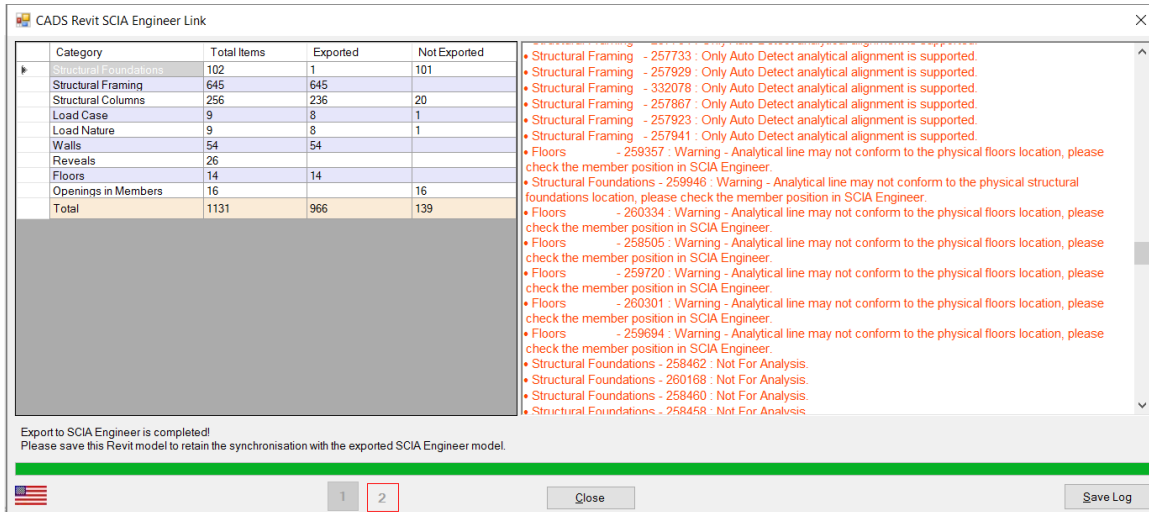 CADS Revit SCIA Engineer Link
Category Total Items Exported Not Exported
Structural Foundations 102 1 101
Structural Framing 645 645
Structural Columns 256 236 20
Load Case 9 8 1
Load Nature 9 8 1
Walls 54 54
Reveals 26
Floors 14 14
Openings in Members 16 16
Total 1131 966 139
• Structural Framing - 257733 : Only Auto Detect analytical alignment is supported.
• Structural Framing - 257929 : Only Auto Detect analytical alignment is supported.
• Structural Framing - 332078 : Only Auto Detect analytical alignment is supported.
• Structural Framing - 257867 : Only Auto Detect analytical alignment is supported.
• Structural Framing - 257923 : Only Auto Detect analytical alignment is supported.
• Structural Framing - 257941 : Only Auto Detect analytical alignment is supported.
• Floors - 259357 : Warning - Analytical line may not conform to the physical floors location, please
check the member position in SCIA Engineer.
• Structural Foundations - 259946 : Warning - Analytical line may not conform to the physical structural
foundations location, please check the member position in SCIA Engineer.
• Floors - 260334 : Warning - Analytical line may not conform to the physical floors location, please
check the member position in SCIA Engineer.
• Floors - 258505 : Warning - Analytical line may not conform to the physical floors location, please
check the member position in SCIA Engineer.
• Floors - 259720 : Warning - Analytical line may not conform to the physical floors location, please
check the member position in SCIA Engineer.
• Floors - 260301 : Warning - Analytical line may not conform to the physical floors location, please
check the member position in SCIA Engineer.
• Floors - 259694 : Warning - Analytical line may not conform to the physical floors location, please
check the member position in SCIA Engineer.
• Structural Foundations - 258462 : Not For Analysis.
• Structural Foundations - 260168 : Not For Analysis.
• Structural Foundations - 258460 : Not For Analysis.
• Structural Foundations - 258458 : Not For Analysis.
Export to SCIA Engineer is completed!
Please save this Revit model to retain the synchronisation with the exported SCIA Engineer model.
1 2 Close Save Log